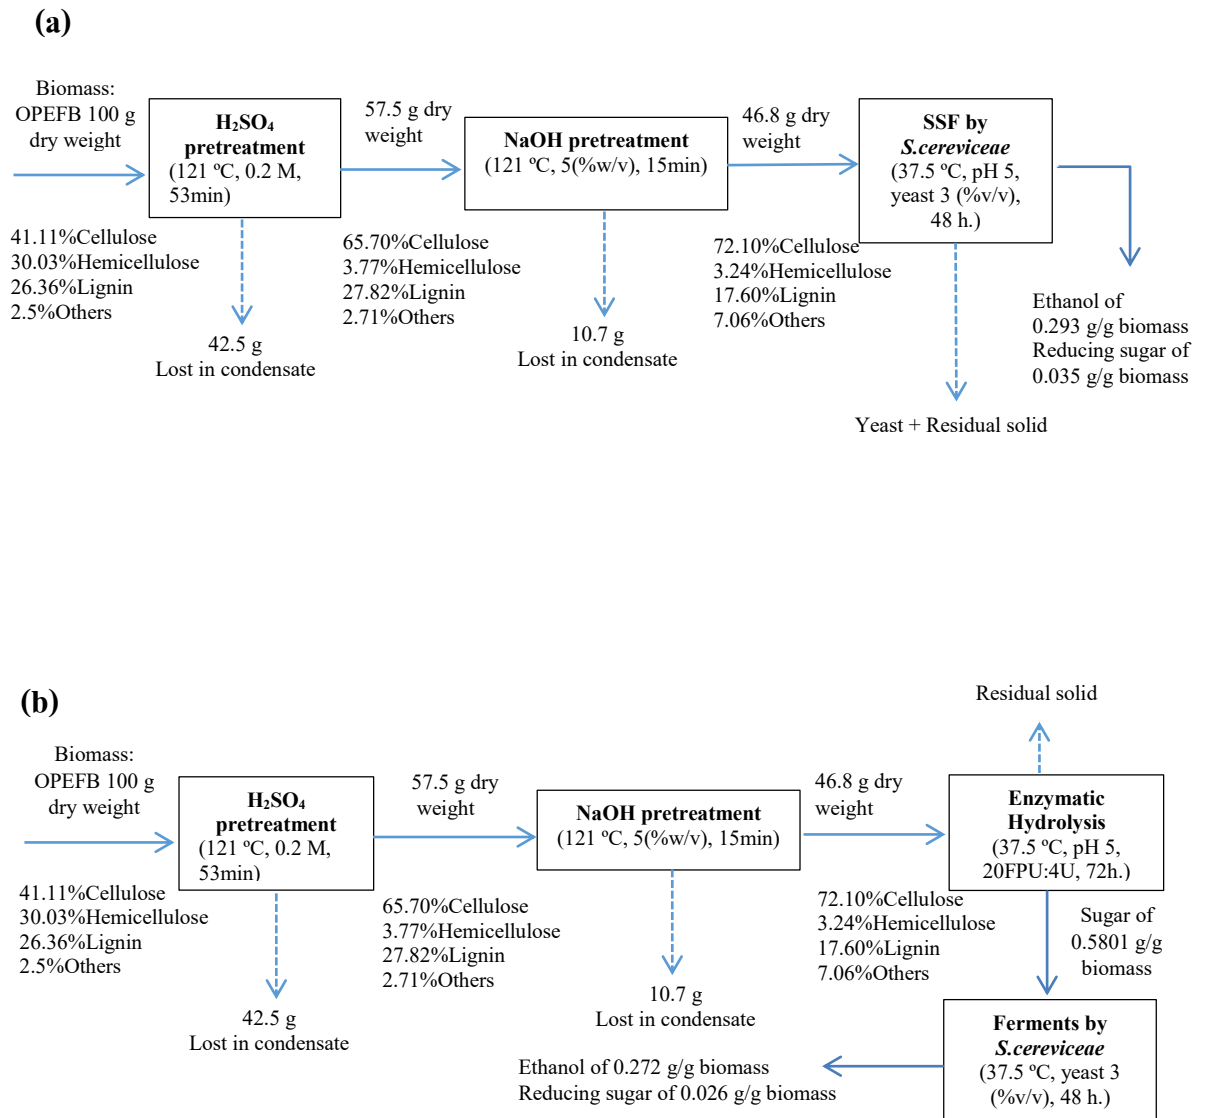 (a)
Biomass:
OPEFB 100 g
dry weight
H₂SO₄
pretreatment
(121 ºC, 0.2 M,
53min)
57.5 g dry
weight
NaOH pretreatment
(121 ºC, 5(%w/v), 15min)
46.8 g dry
weight
SSF by
S.cereviceae
(37.5 ºC, pH 5,
yeast 3 (%v/v),
48 h.)
41.11%Cellulose
30.03%Hemicellulose
26.36%Lignin
2.5%Others
65.70%Cellulose
3.77%Hemicellulose
27.82%Lignin
2.71%Others
72.10%Cellulose
3.24%Hemicellulose
17.60%Lignin
7.06%Others
42.5 g
Lost in condensate
10.7 g
Lost in condensate
Ethanol of
0.293 g/g biomass
Reducing sugar of
0.035 g/g biomass
Yeast + Residual solid
(b)
Residual solid
Biomass:
OPEFB 100 g
dry weight
H₂SO₄
pretreatment
(121 ºC, 0.2 M,
53min)
57.5 g dry
weight
NaOH pretreatment
(121 ºC, 5(%w/v), 15min)
46.8 g dry
weight
Enzymatic
Hydrolysis
(37.5 ºC, pH 5,
20FPU:4U, 72h.)
41.11%Cellulose
30.03%Hemicellulose
26.36%Lignin
2.5%Others
65.70%Cellulose
3.77%Hemicellulose
27.82%Lignin
2.71%Others
72.10%Cellulose
3.24%Hemicellulose
17.60%Lignin
7.06%Others
Sugar of
0.5801 g/g
biomass
42.5 g
Lost in condensate
10.7 g
Lost in condensate
Ferments by
S.cereviceae
(37.5 ºC, yeast 3
(%v/v), 48 h.)
Ethanol of 0.272 g/g biomass
Reducing sugar of 0.026 g/g biomass